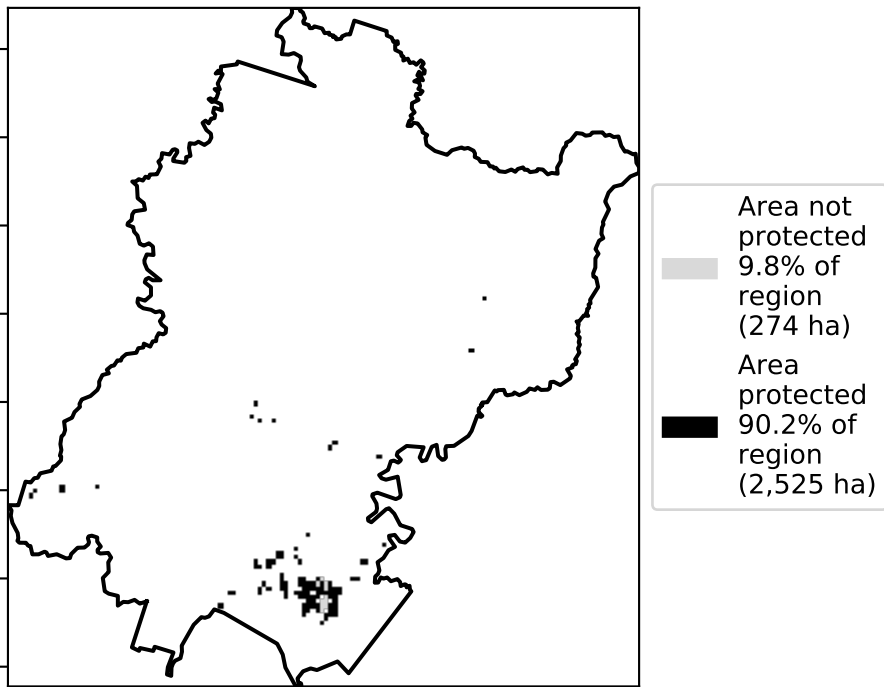 Area not
protected
9.8% of
region
(274 ha)
Area
protected
90.2% of
region
(2,525 ha)